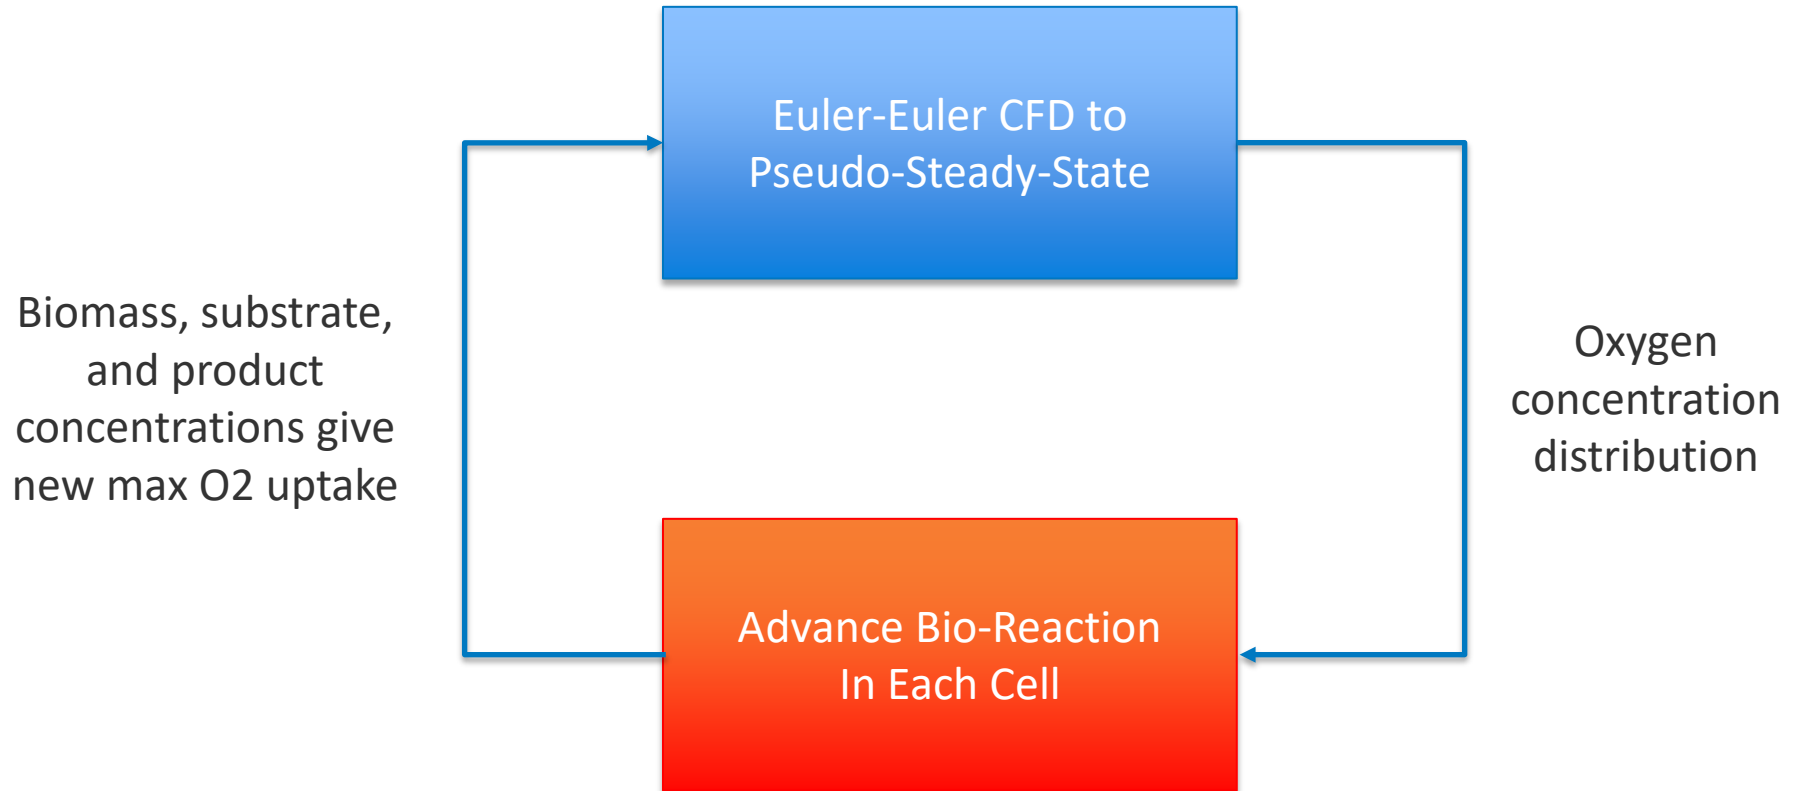 Euler-Euler CFD to
Pseudo-Steady-State
Biomass, substrate,
and product
concentrations give
new max O2 uptake
Oxygen
concentration
distribution
Advance Bio-Reaction
In Each Cell